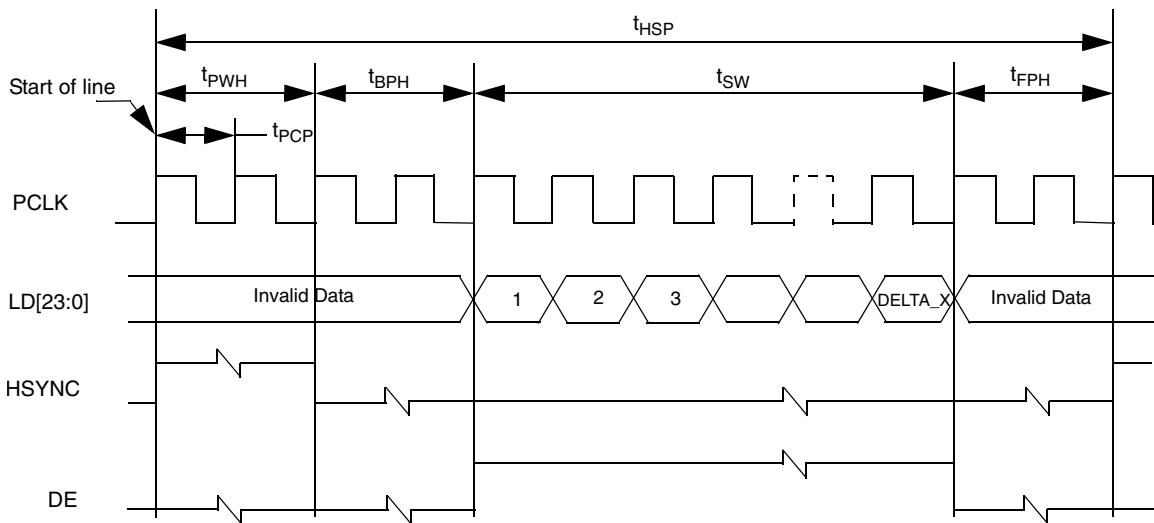 tHSP
tPWH
tBPH
tSW
tFPH
Start of line
tPCP
PCLK
LD[23:0]
Invalid Data
1
2
3
DELTA_X
Invalid Data
HSYNC
DE